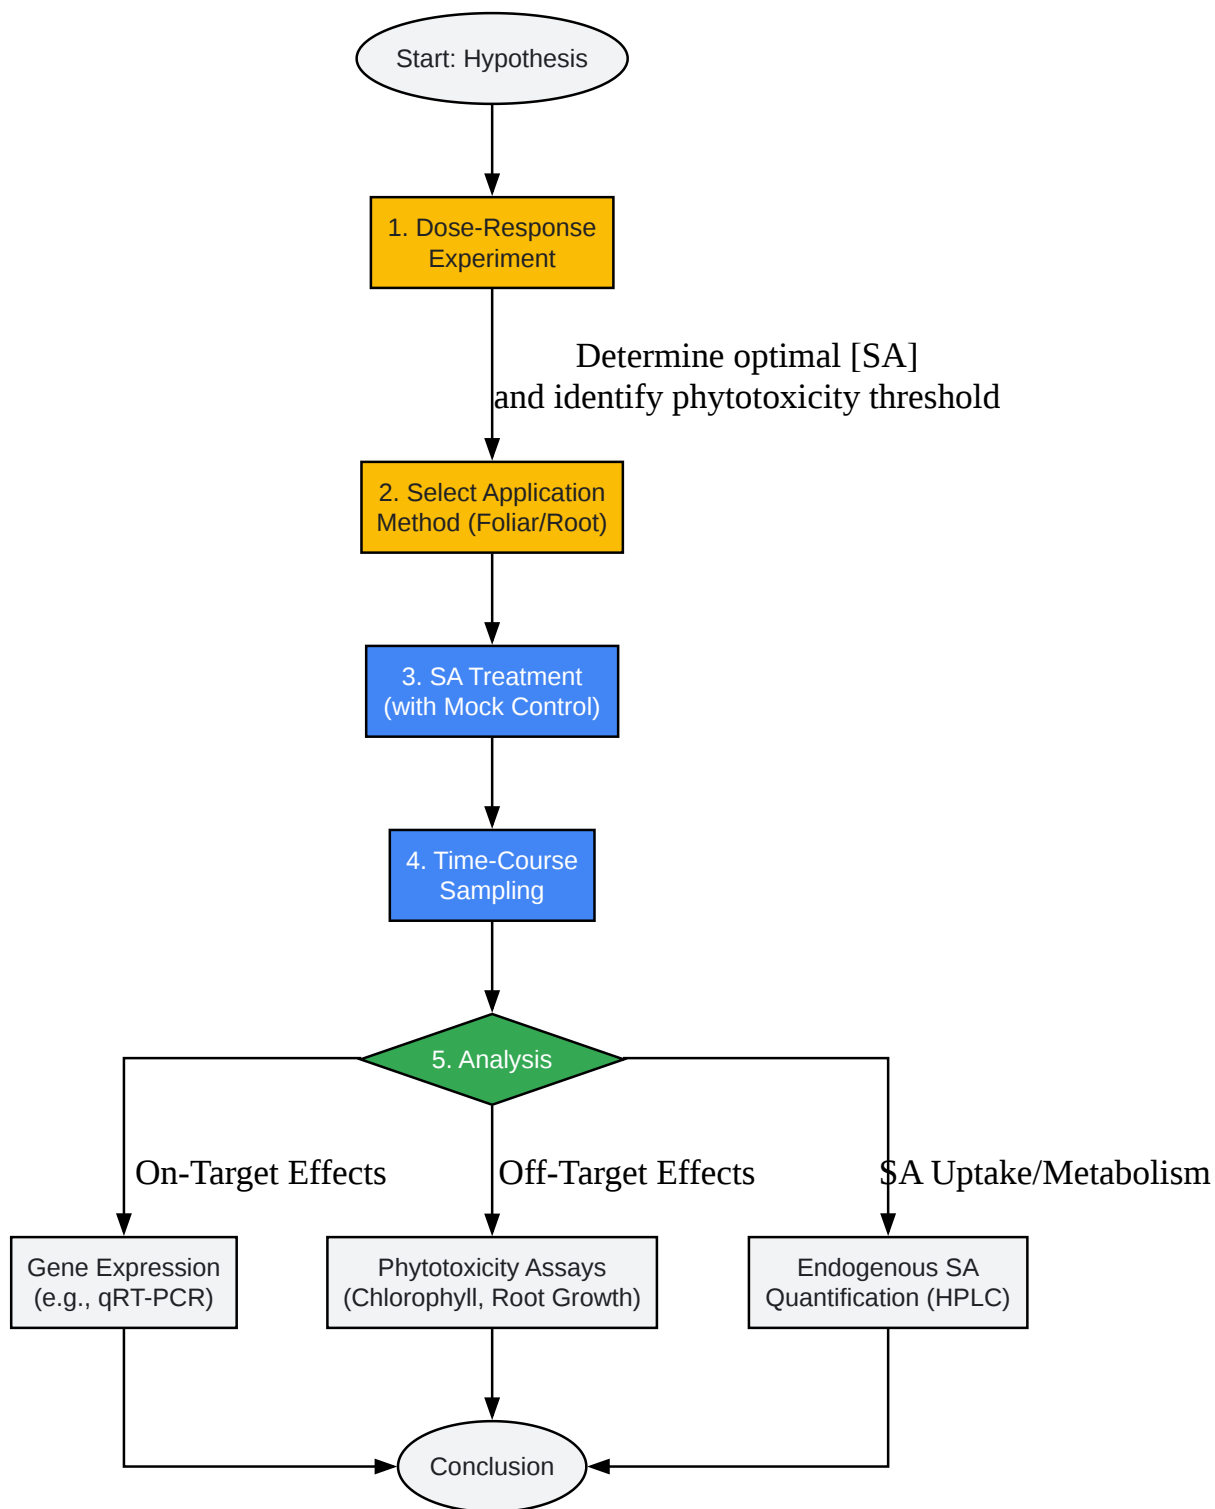 Start: Hypothesis
1. Dose-Response
Experiment
Determine optimal [SA]
and identify phytotoxicity threshold
2. Select Application
Method (Foliar/Root)
3. SA Treatment
(with Mock Control)
4. Time-Course
Sampling
5. Analysis
On-Target Effects
Off-Target Effects
SA Uptake/Metabolism
Gene Expression
(e.g., qRT-PCR)
Phytotoxicity Assays
(Chlorophyll, Root Growth)
Endogenous SA
Quantification (HPLC)
Conclusion